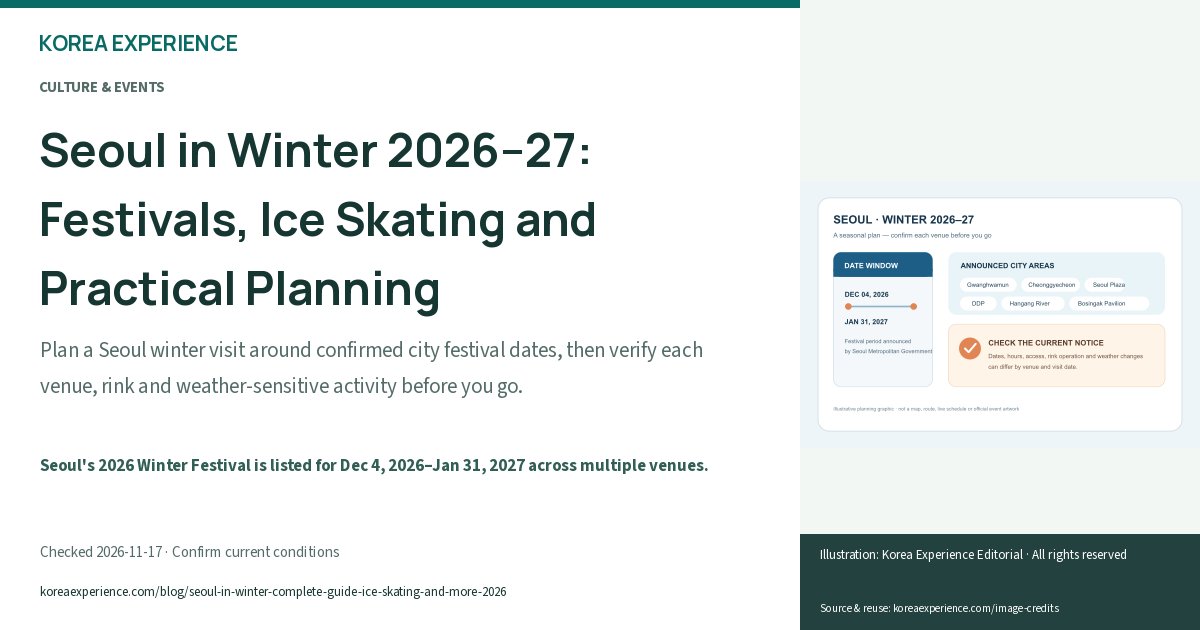 KOREA EXPERIENCE
CULTURE & EVENTS
Seoul in Winter 2026–27:
Festivals, Ice Skating and
Practical Planning
Plan a Seoul winter visit around confirmed city festival dates, then verify each
venue, rink and weather-sensitive activity before you go.
Seoul's 2026 Winter Festival is listed for Dec 4, 2026–Jan 31, 2027 across multiple venues.
Checked 2026-11-17 · Confirm current conditions
koreaexperience.com/blog/seoul-in-winter-complete-guide-ice-skating-and-more-2026
SEOUL · WINTER 2026–27
A seasonal plan — confirm each venue before you go
DATE WINDOW
DEC 04, 2026
JAN 31, 2027
Festival period announced
by Seoul Metropolitan Government
ANNOUNCED CITY AREAS
Gwanghwamun Cheonggyecheon Seoul Plaza
DDP Hangang River Bosingak Pavilion
CHECK THE CURRENT NOTICE
Dates, hours, access, rink operation and weather changes
can differ by venue and visit date.
Illustrative planning graphic · not a map, route, live schedule or official event artwork
Illustration: Korea Experience Editorial · All rights reserved
Source & reuse: koreaexperience.com/image-credits